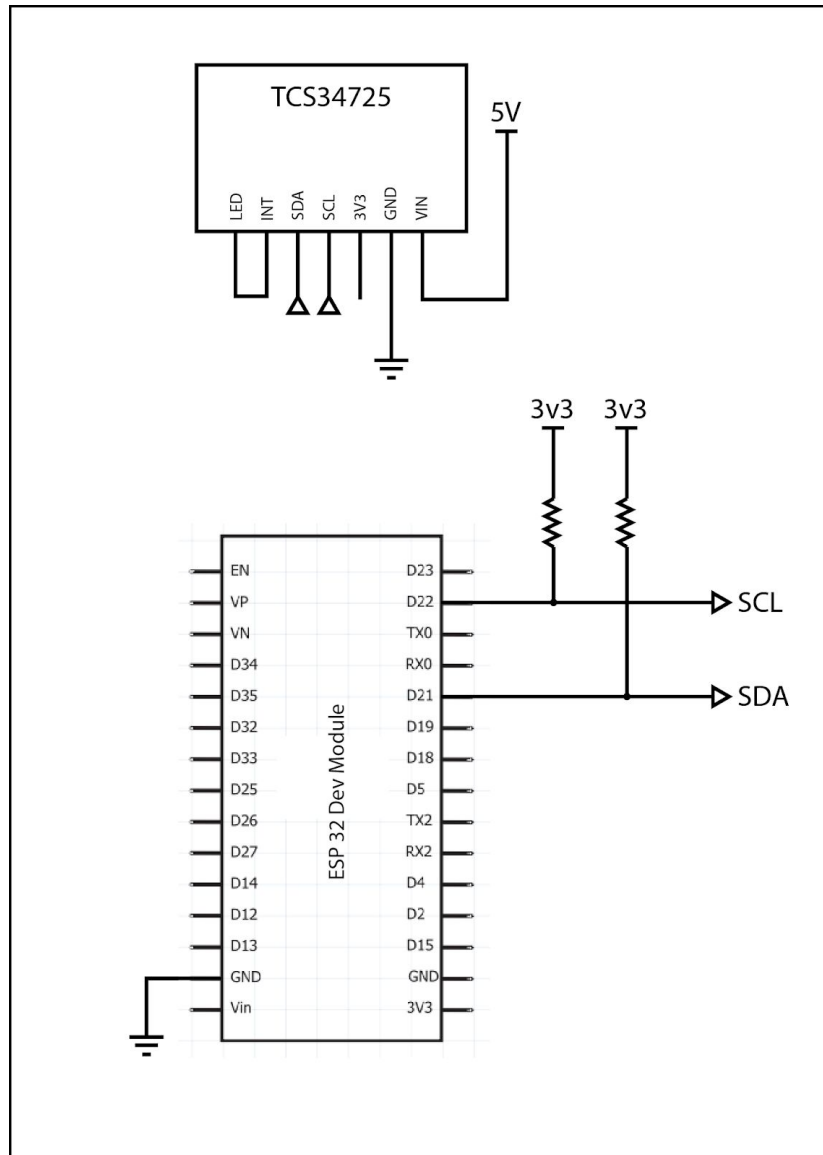 TCS34725
5V
LED
INT
SDA
SCL
3V3
GND
VIN
3v3 3v3
EN D23
VP D22 SCL
VN TX0
D34 RX0
D35 D21 SDA
D32 D19
D33 D18
D25 D5
D26 TX2
D27 RX2
D14 D4
D12 D2
D13 D15
GND GND
Vin 3V3
ESP 32 Dev Module